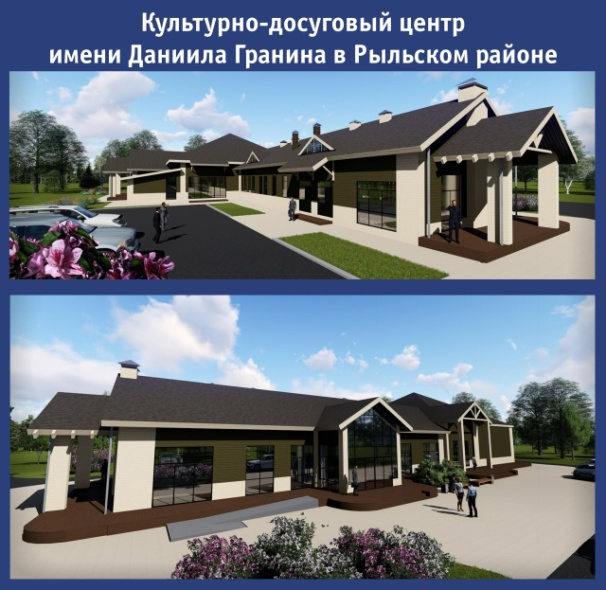 Культурно-досуговый центр
имени Даниила Гранина в Рыльском районе